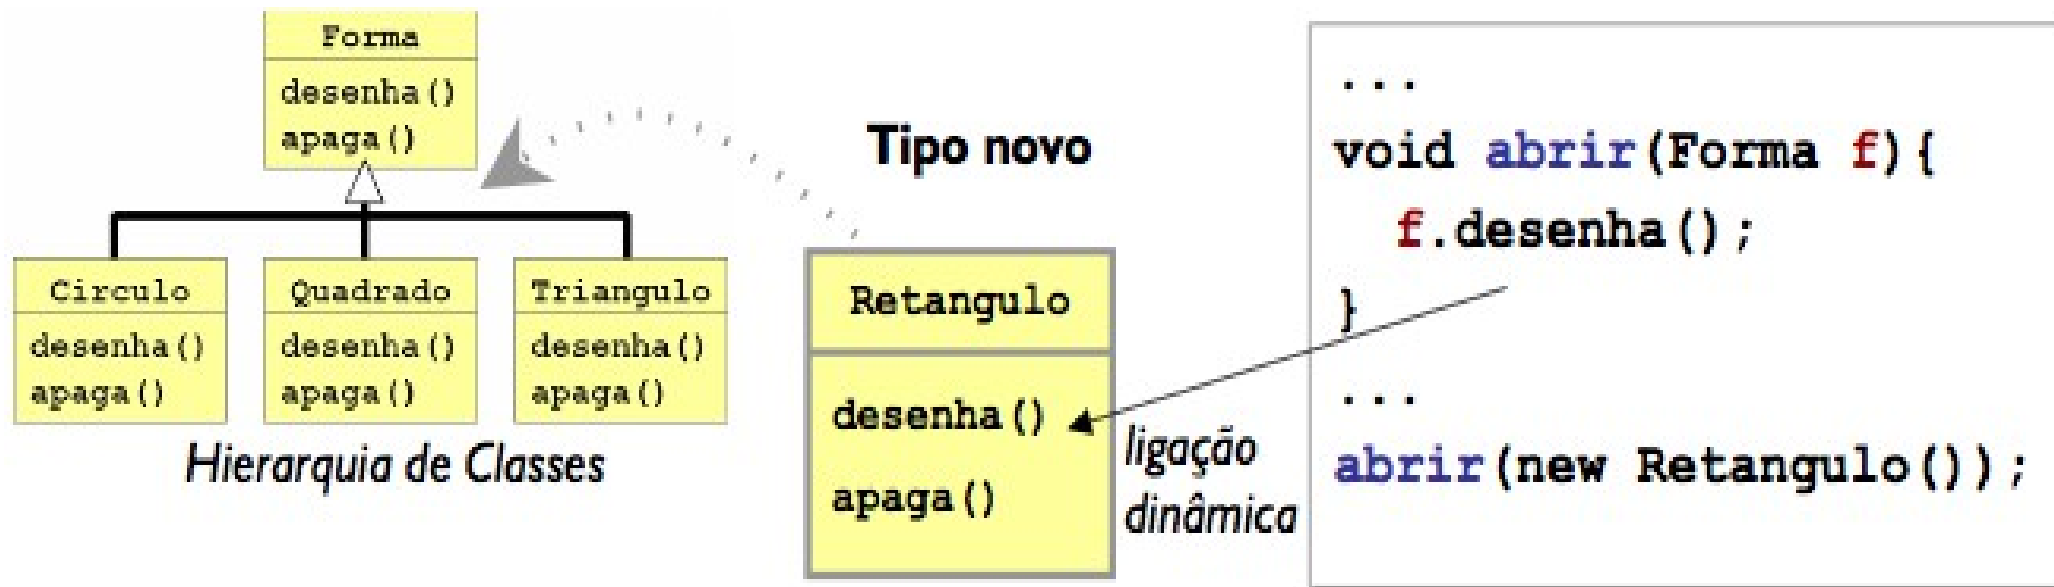 Forma
desenha()
apaga()
Circulo
desenha()
apaga()
Quadrado
desenha()
apaga()
Triangulo
desenha()
apaga()
Hierarquia de Classes
Tipo novo
Retangulo
desenha()
apaga()
ligação
dinâmica
...
void abrir(Forma f){
f.desenha();
}
...
abrir(new Retangulo());